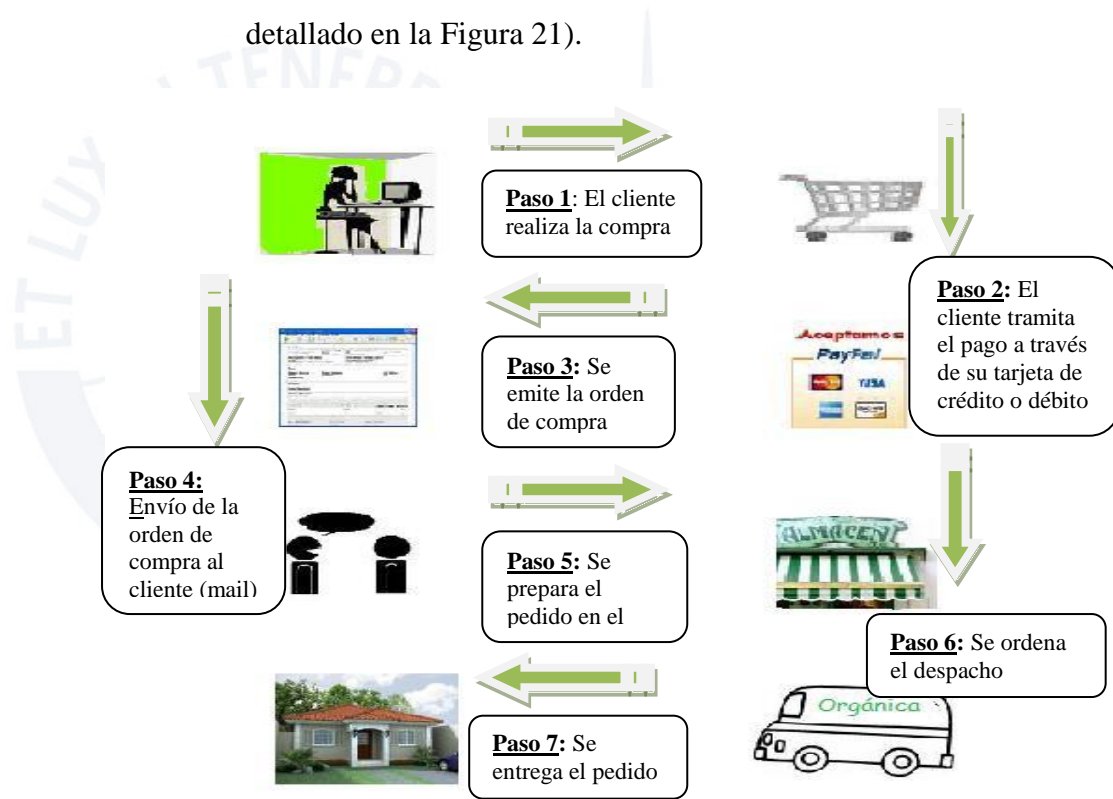 detallado en la Figura 21).
ET LUX
TENEBR
Paso 1: El cliente
realiza la compra
Paso 2: El
cliente tramita
el pago a través
de su tarjeta de
crédito o débito
Aceptamos
PayPal
VISA
Paso 3: Se
emite la orden
de compra
Paso 4:
Envío de la
orden de
compra al
cliente (mail)
Paso 5: Se
prepara el
pedido en el
ALMACEN
Paso 6: Se ordena
el despacho
Orgánica
Paso 7: Se
entrega el pedido